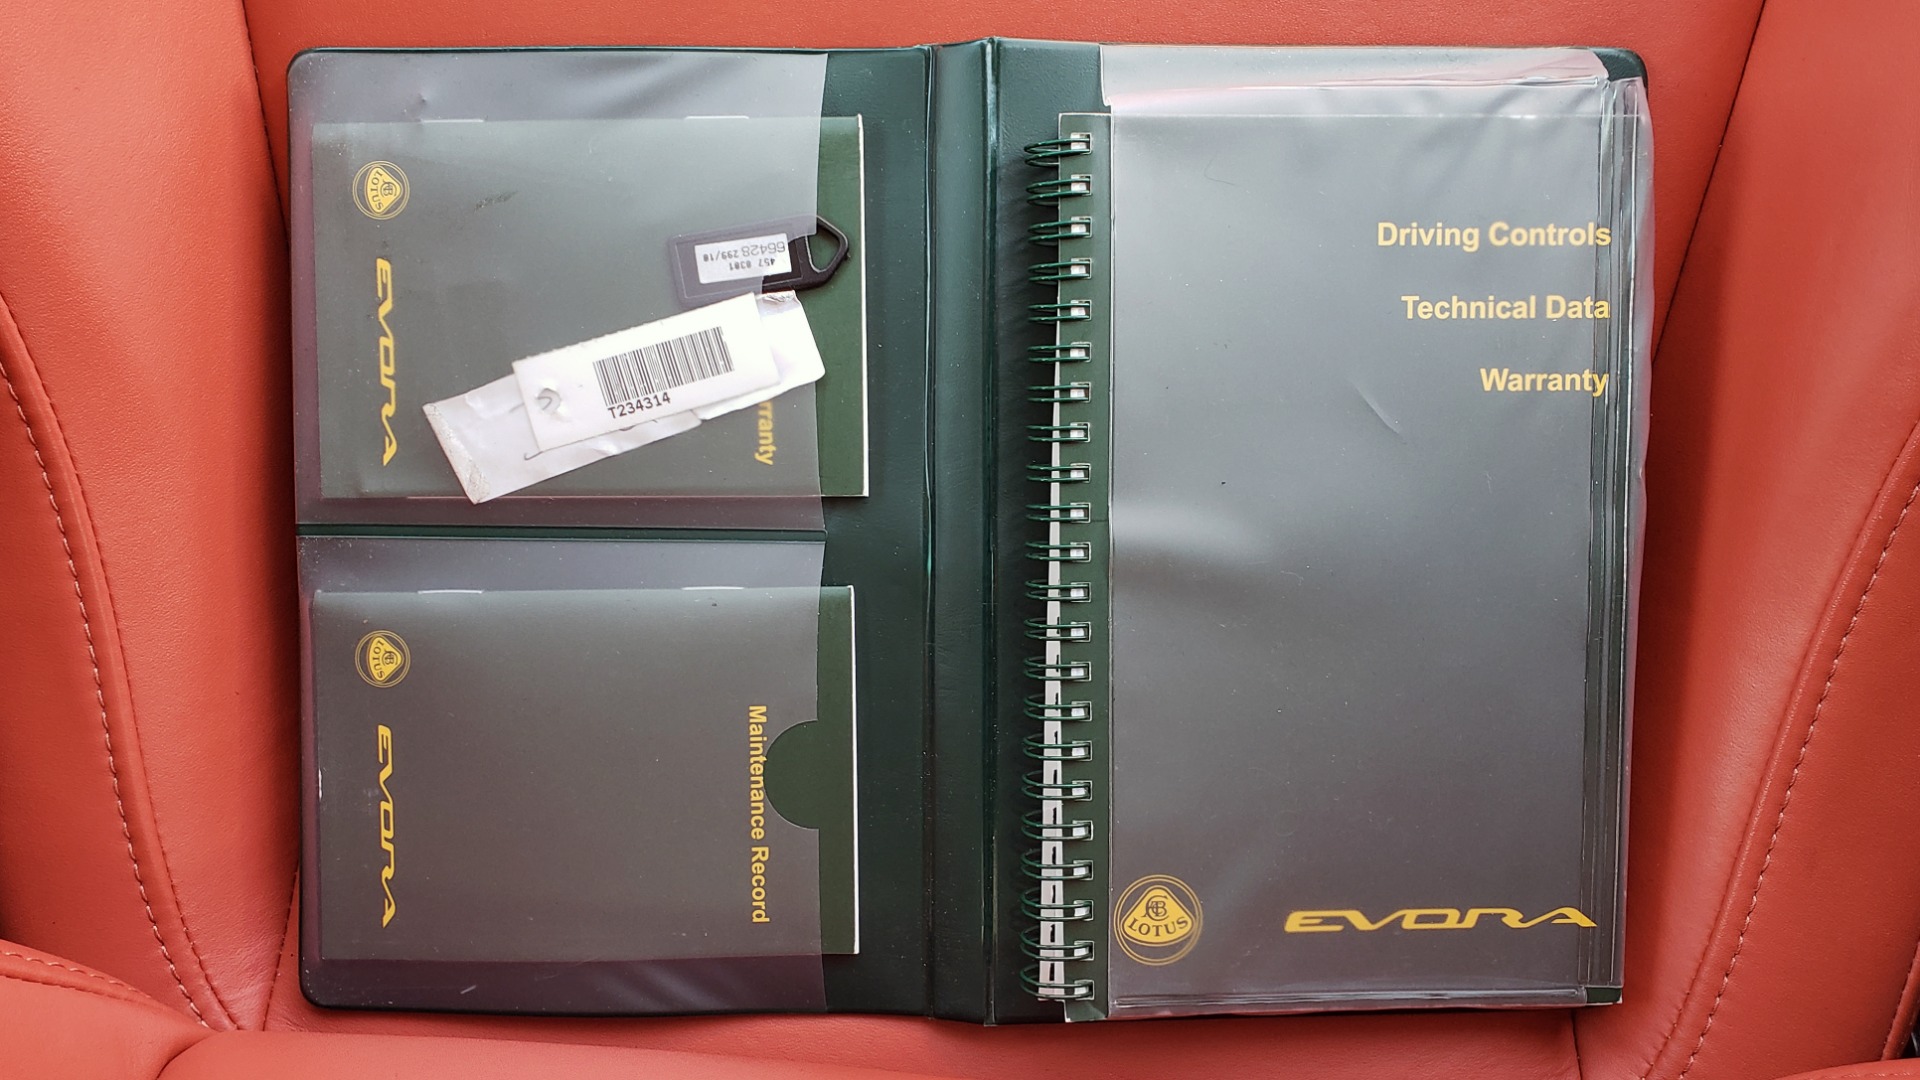 LOTUS
EVORA
66428 299/10
457 0301
T234314
rranty
LOTUS
EVORA
Maintenance Record
Driving Controls
Technical Data
Warranty
LOTUS
EVORA